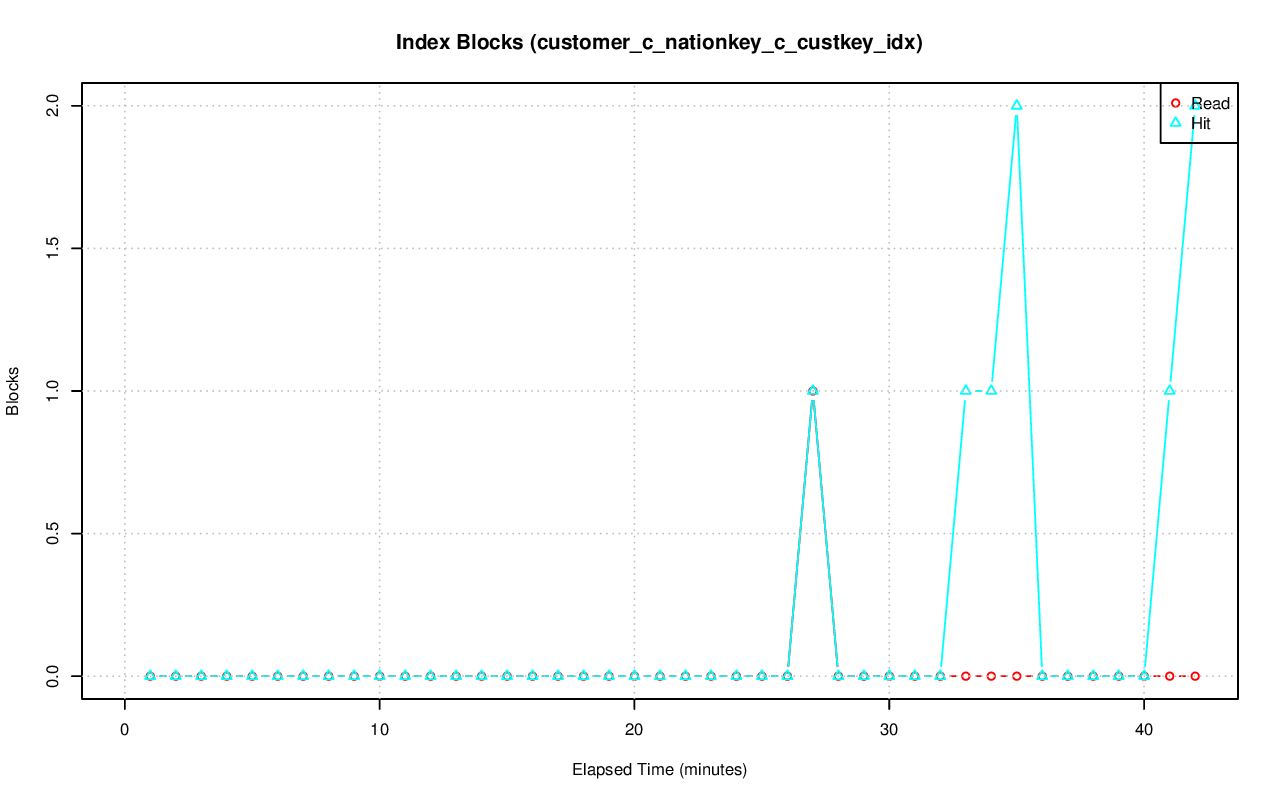 Index Blocks (customer_c_nationkey_c_custkey_idx)
Read
Hit
2.0
1.5
1.0
0.5
0.0
Blocks
0 10 20 30 40
Elapsed Time (minutes)